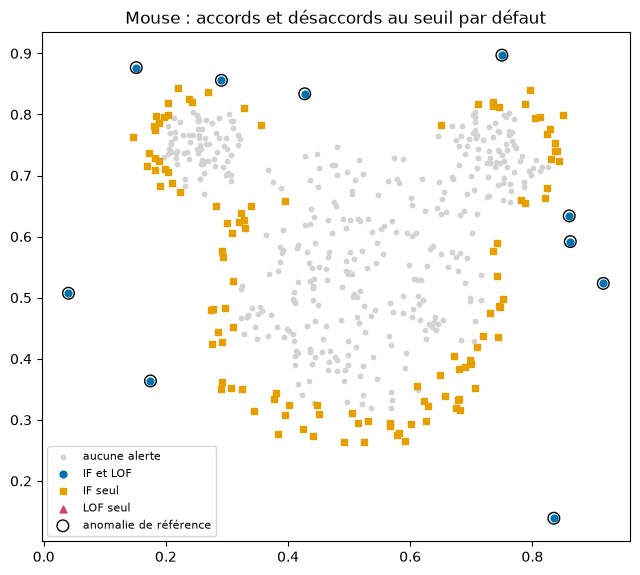 Mouse : accords et désaccords au seuil par défaut
0.9
0.8
0.7
0.6
0.5
0.4
0.3
0.2
aucune alerte
IF et LOF
IF seul
LOF seul
anomalie de référence
0.0 0.2 0.4 0.6 0.8